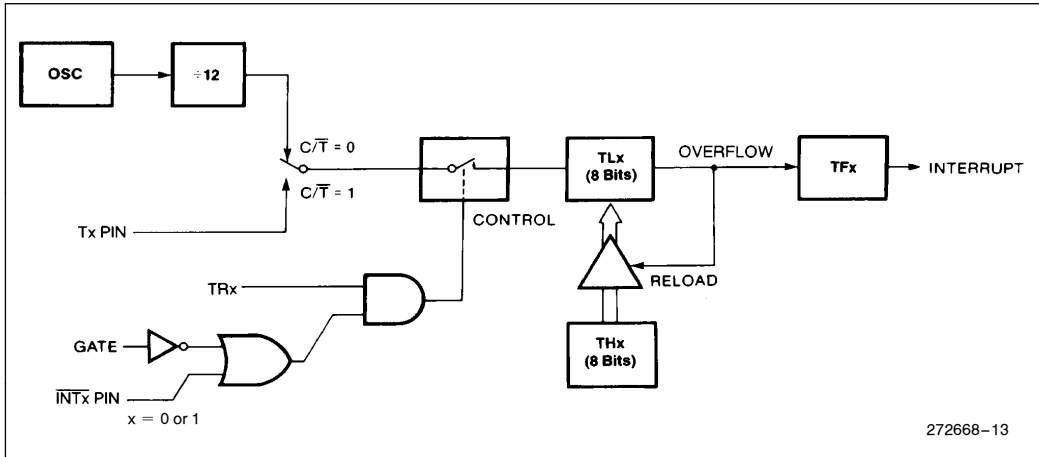 OSC
÷12
C/T̅ = 0
C/T̅ = 1
Tx PIN
CONTROL
TLx
(8 Bits)
OVERFLOW
TFx
INTERRUPT
TRx
RELOAD
GATE
THx
(8 Bits)
I̅N̅T̅x̅ PIN
x = 0 or 1
272668–13